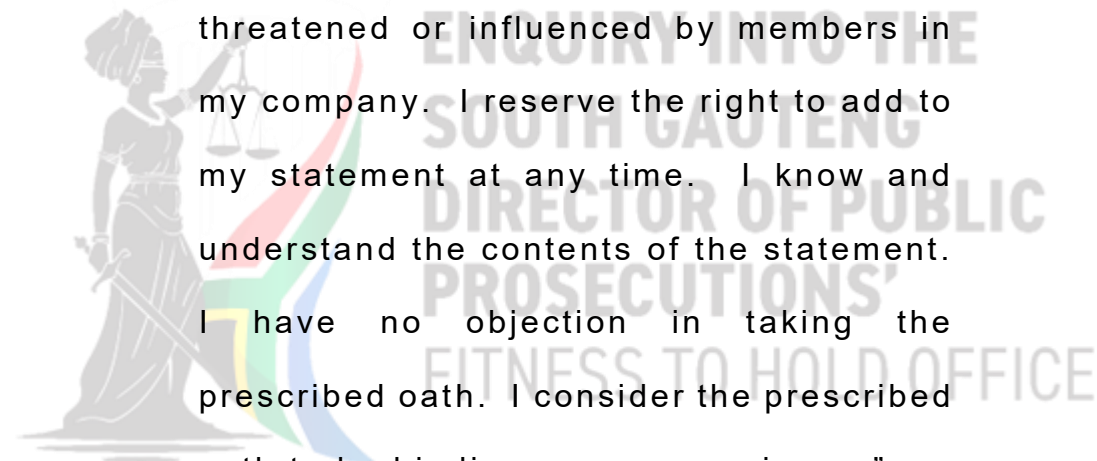 threatened or influenced by members in
my company. I reserve the right to add to
my statement at any time. I know and
understand the contents of the statement.
I have no objection in taking the
prescribed oath. I consider the prescribed
ENQUIRY INTO THE
SOUTH GAUTENG
DIRECTOR OF PUBLIC
PROSECUTIONS’
FITNESS TO HOLD OFFICE